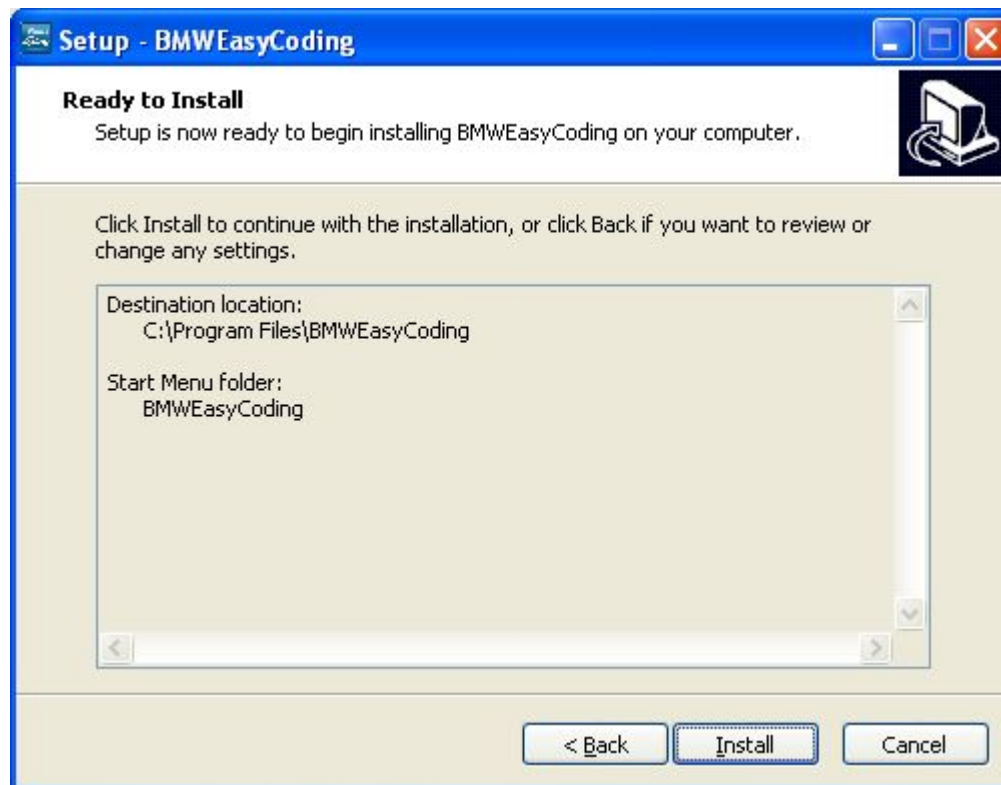 Setup - BMWEasyCoding
Ready to Install
Setup is now ready to begin installing BMWEasyCoding on your computer.
Click Install to continue with the installation, or click Back if you want to review or
change any settings.
Destination location:
C:\Program Files\BMWEasyCoding
Start Menu folder:
BMWEasyCoding
< Back
Install
Cancel